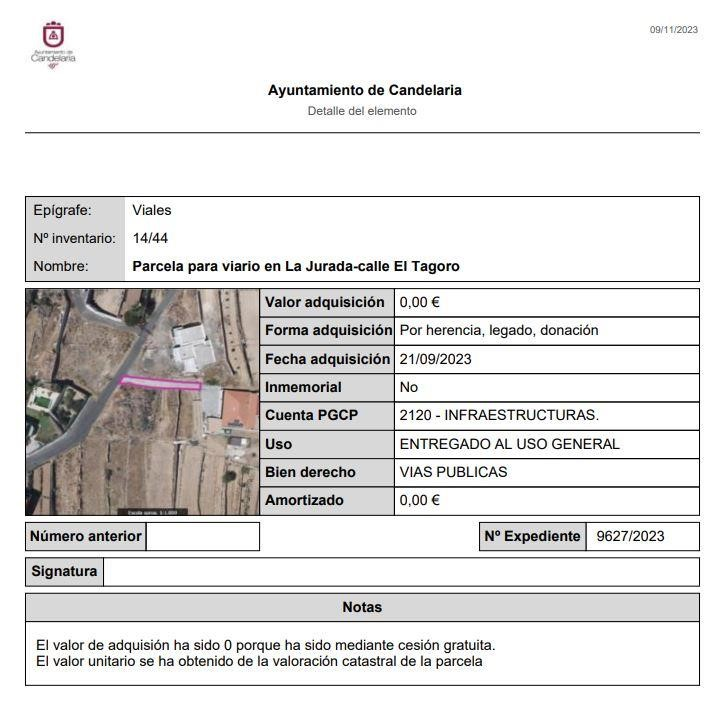 09/11/2023
Ayuntamiento de
Candelaria
Ayuntamiento de Candelaria
Detalle del elemento
Epígrafe: Viales
Nº inventario: 14/44
Nombre: Parcela para viario en La Jurada-calle El Tagoro
Valor adquisición 0,00 €
Forma adquisición Por herencia, legado, donación
Fecha adquisición 21/09/2023
Inmemorial No
Cuenta PGCP 2120 - INFRAESTRUCTURAS.
Uso ENTREGADO AL USO GENERAL
Bien derecho VIAS PUBLICAS
Amortizado 0,00 €
Escala aprox. 1:1.000
Número anterior
Nº Expediente 9627/2023
Signatura
Notas
El valor de adquisión ha sido 0 porque ha sido mediante cesión gratuita.
El valor unitario se ha obtenido de la valoración catastral de la parcela